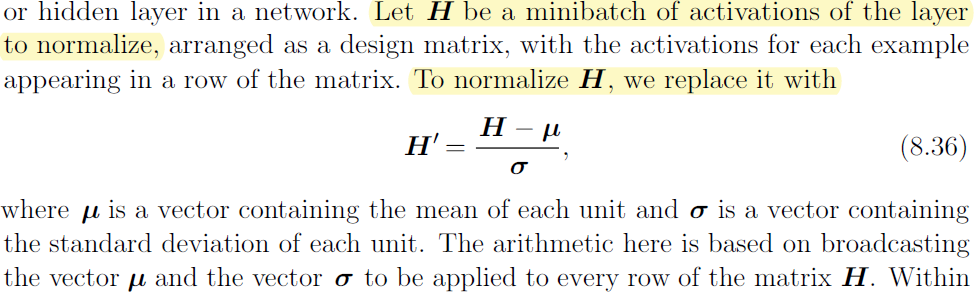 or hidden layer in a network. Let H be a minibatch of activations of the layer
to normalize, arranged as a design matrix, with the activations for each example
appearing in a row of the matrix. To normalize H, we replace it with
H′ = (H − μ) / σ, (8.36)
where μ is a vector containing the mean of each unit and σ is a vector containing
the standard deviation of each unit. The arithmetic here is based on broadcasting
the vector μ and the vector σ to be applied to every row of the matrix H. Within